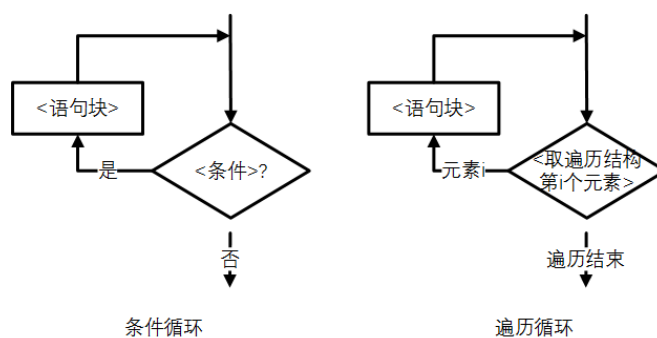 <语句块>
是
<条件>?
否
条件循环
<语句块>
元素i
<取遍历结构
第i个元素>
遍历结束
遍历循环